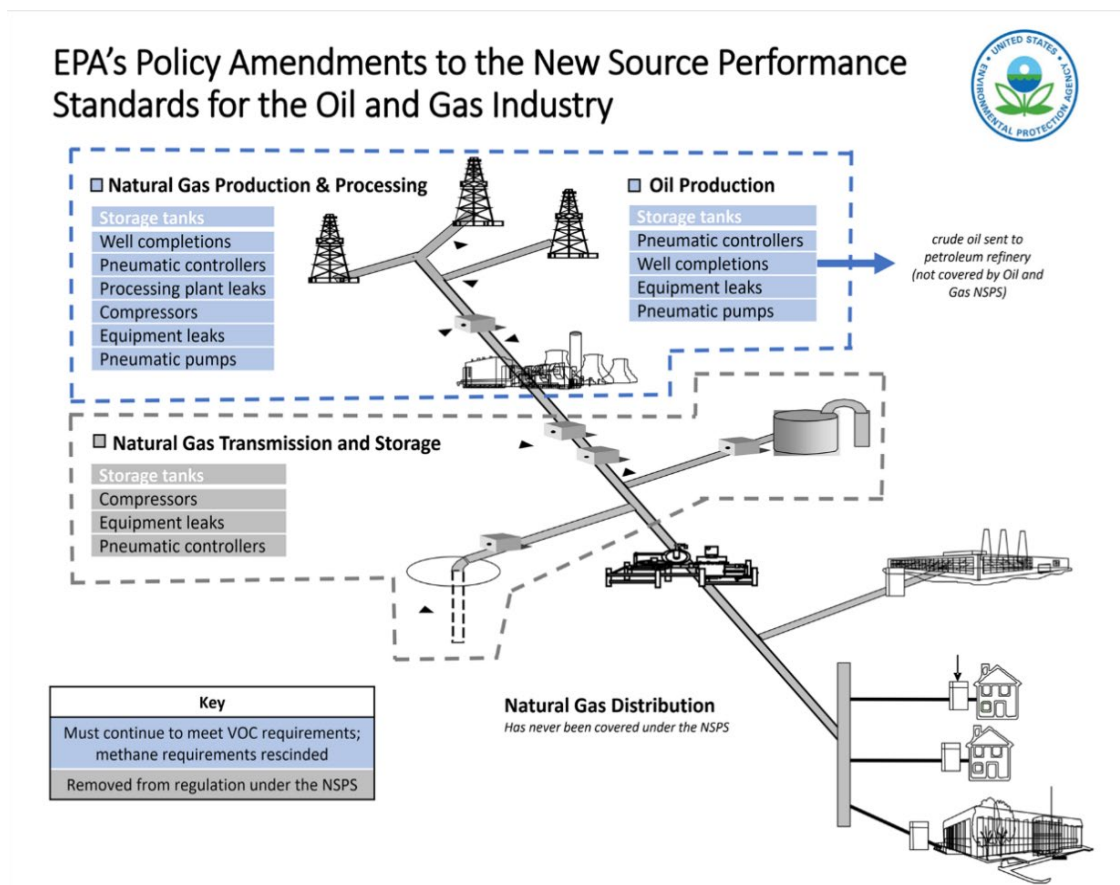 EPA's Policy Amendments to the New Source Performance
Standards for the Oil and Gas Industry
UNITED STATES
ENVIRONMENTAL PROTECTION AGENCY
Natural Gas Production & Processing
Storage tanks
Well completions
Pneumatic controllers
Processing plant leaks
Compressors
Equipment leaks
Pneumatic pumps
Oil Production
Storage tanks
Pneumatic controllers
Well completions
Equipment leaks
Pneumatic pumps
crude oil sent to
petroleum refinery
(not covered by Oil and
Gas NSPS)
Natural Gas Transmission and Storage
Storage tanks
Compressors
Equipment leaks
Pneumatic controllers
Natural Gas Distribution
Has never been covered under the NSPS
Key
Must continue to meet VOC requirements;
methane requirements rescinded
Removed from regulation under the NSPS